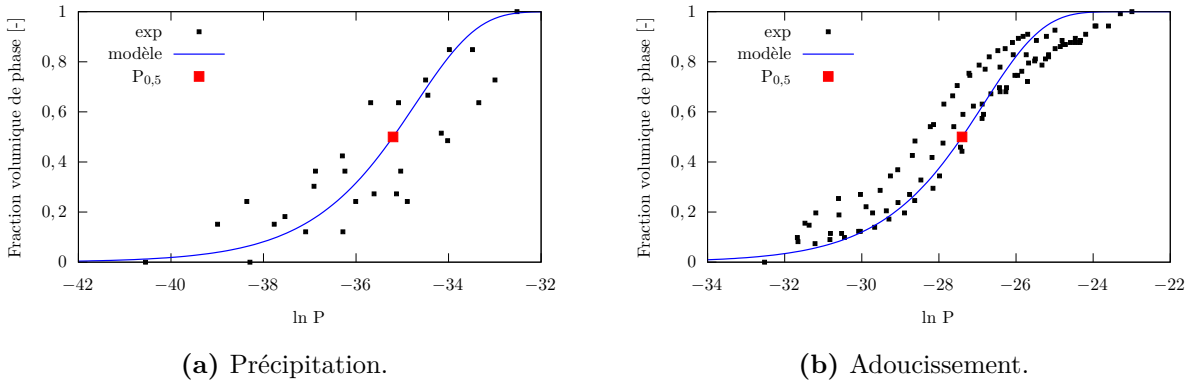 Fraction volumique de phase [-]
1
0,8
0,6
0,4
0,2
0
−42
−40
−38
−36
−34
−32
ln P
exp
modèle
P0,5
(a) Précipitation.
Fraction volumique de phase [-]
1
0,8
0,6
0,4
0,2
0
−34
−32
−30
−28
−26
−24
−22
ln P
exp
modèle
P0,5
(b) Adoucissement.